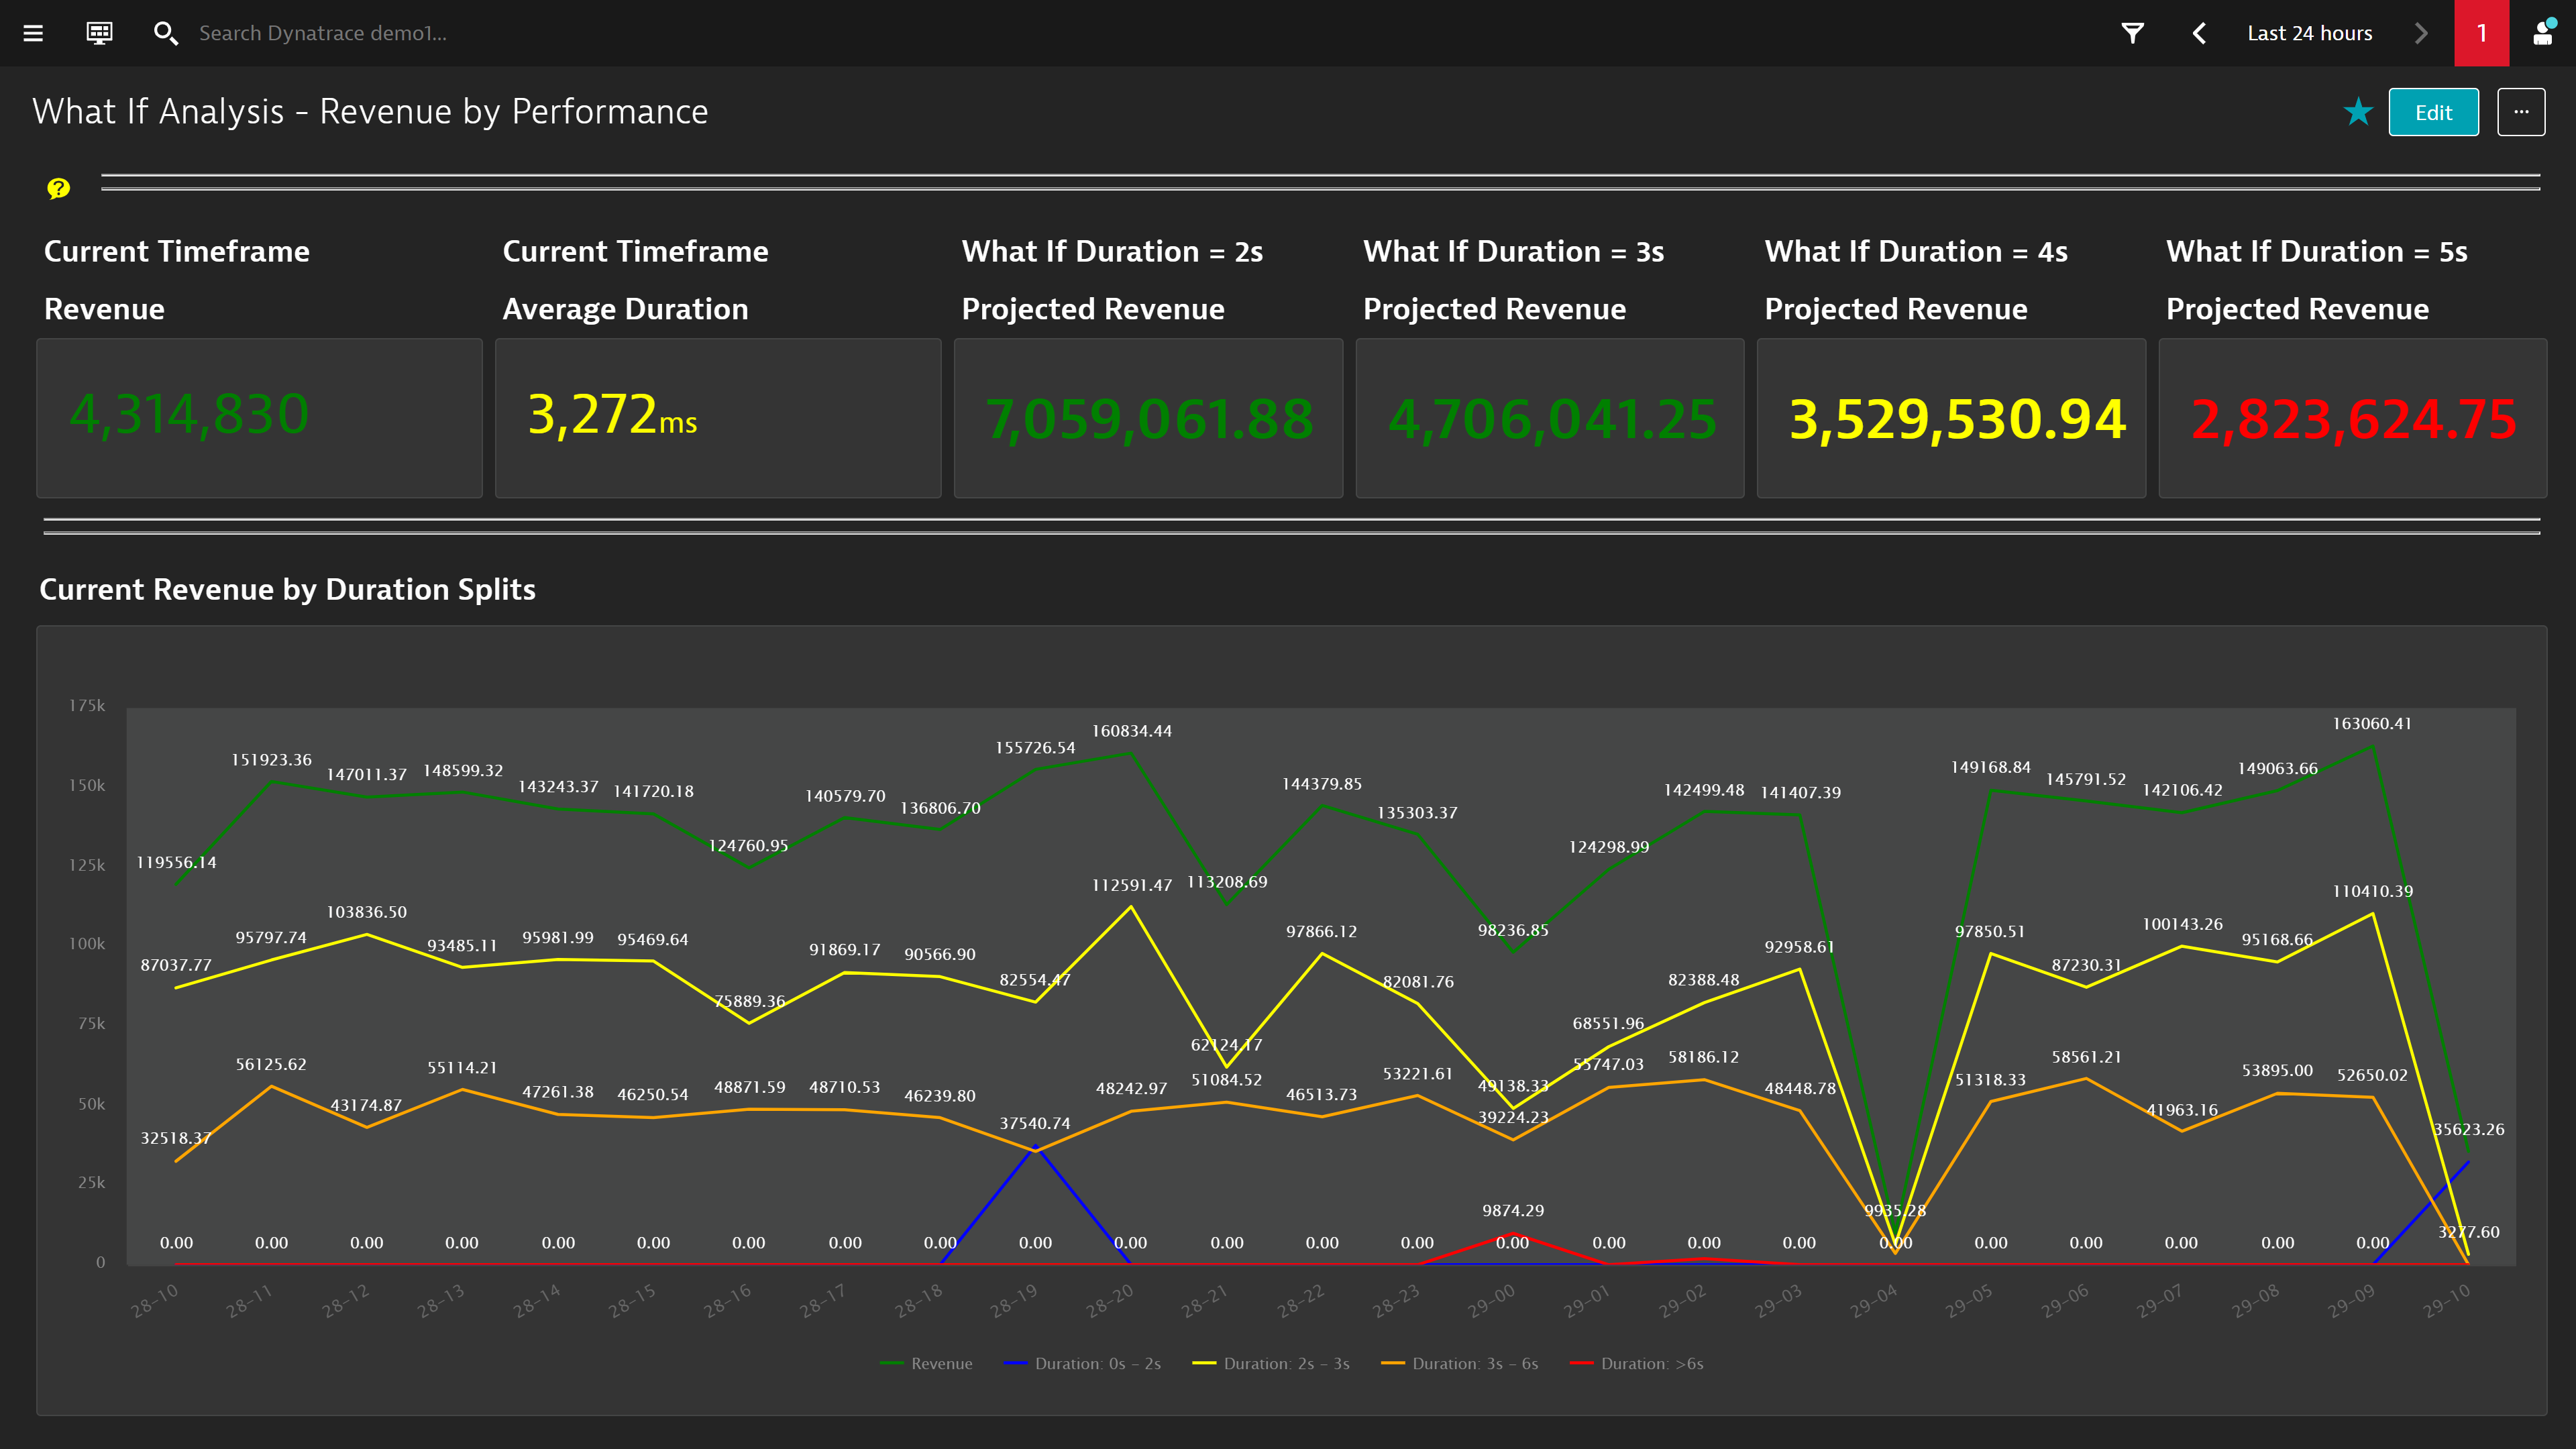 Search Dynatrace demo1...
Last 24 hours
1
What If Analysis - Revenue by Performance
Edit
...
?
Current Timeframe
Revenue
4,314,830
Current Timeframe
Average Duration
3,272ms
What If Duration = 2s
Projected Revenue
7,059,061.88
What If Duration = 3s
Projected Revenue
4,706,041.25
What If Duration = 4s
Projected Revenue
3,529,530.94
What If Duration = 5s
Projected Revenue
2,823,624.75
Current Revenue by Duration Splits
175k
150k
125k
100k
75k
50k
25k
0
119556.14 151923.36 147011.37 148599.32 143243.37 141720.18 124760.95 140579.70 136806.70 155726.54 160834.44 113208.69 144379.85 135303.37 98236.85 124298.99 142499.48 141407.39 9935.28 149168.84 145791.52 142106.42 149063.66 163060.41 35623.26
87037.77 95797.74 103836.50 93485.11 95981.99 95469.64 75889.36 91869.17 90566.90 82554.47 112591.47 62124.17 97866.12 82081.76 49138.33 68551.96 82388.48 92958.61 97850.51 87230.31 100143.26 95168.66 110410.39 3277.60
32518.37 56125.62 43174.87 55114.21 47261.38 46250.54 48871.59 48710.53 46239.80 37540.74 48242.97 51084.52 46513.73 53221.61 39224.23 55747.03 58186.12 48448.78 51318.33 58561.21 41963.16 53895.00 52650.02
9874.29
0.00 0.00 0.00 0.00 0.00 0.00 0.00 0.00 0.00 0.00 0.00 0.00 0.00 0.00 0.00 0.00 0.00 0.00 0.00 0.00 0.00 0.00 0.00 0.00
28-10 28-11 28-12 28-13 28-14 28-15 28-16 28-17 28-18 28-19 28-20 28-21 28-22 28-23 29-00 29-01 29-02 29-03 29-04 29-05 29-06 29-07 29-08 29-09 29-10
Revenue Duration: 0s - 2s Duration: 2s - 3s Duration: 3s - 6s Duration: >6s